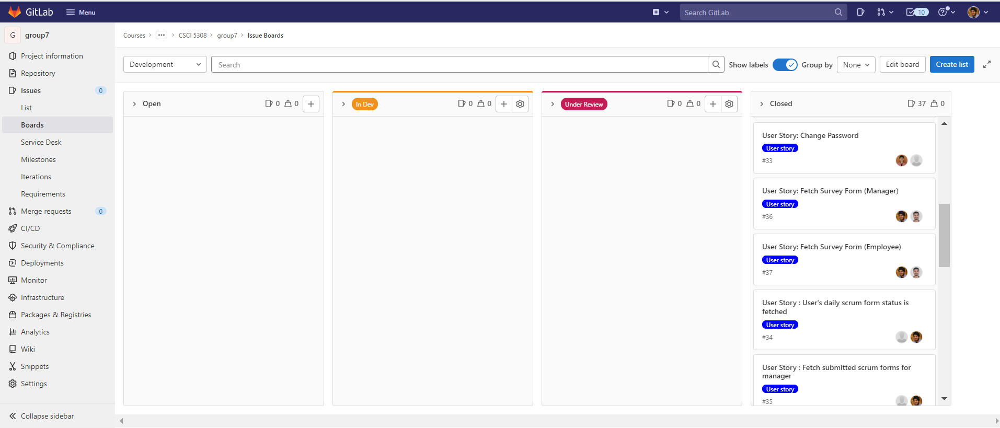 GitLab
Menu
Search GitLab
10
G group7
Project information
Repository
Issues 0
List
Boards
Service Desk
Milestones
Iterations
Requirements
Merge requests 0
CI/CD
Security & Compliance
Deployments
Monitor
Infrastructure
Packages & Registries
Analytics
Wiki
Snippets
Settings
Collapse sidebar
Courses > ... > CSCI 5308 > group7 > Issue Boards
Development
Search
Show labels
Group by
None
Edit board
Create list
Open 0 0
In Dev 0 0
Under Review 0 0
Closed 37 0
User Story: Change Password
User story
#33
User Story: Fetch Survey Form (Manager)
User story
#36
User Story: Fetch Survey Form (Employee)
User story
#37
User Story : User's daily scrum form status is
fetched
User story
#34
User Story : Fetch submitted scrum forms for
manager
User story
#35